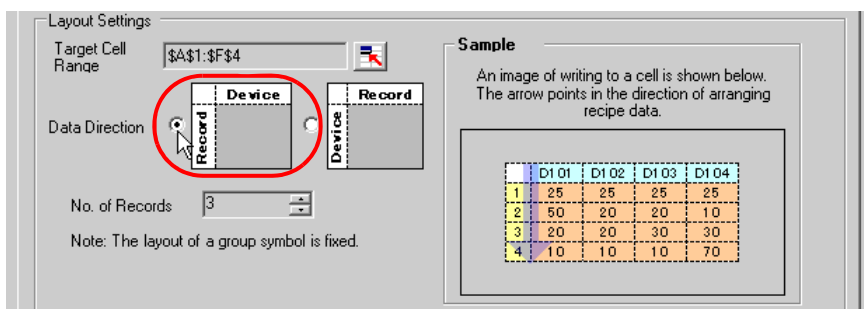 Layout Settings
Target Cell
Range
$A$1:$F$4
Data Direction
Device
Record
Record
Device
No. of Records
3
Note: The layout of a group symbol is fixed.
Sample
An image of writing to a cell is shown below.
The arrow points in the direction of arranging
recipe data.
D101 D102 D103 D104
1 25 25 25 25
2 50 20 20 10
3 20 20 30 30
4 10 10 10 70